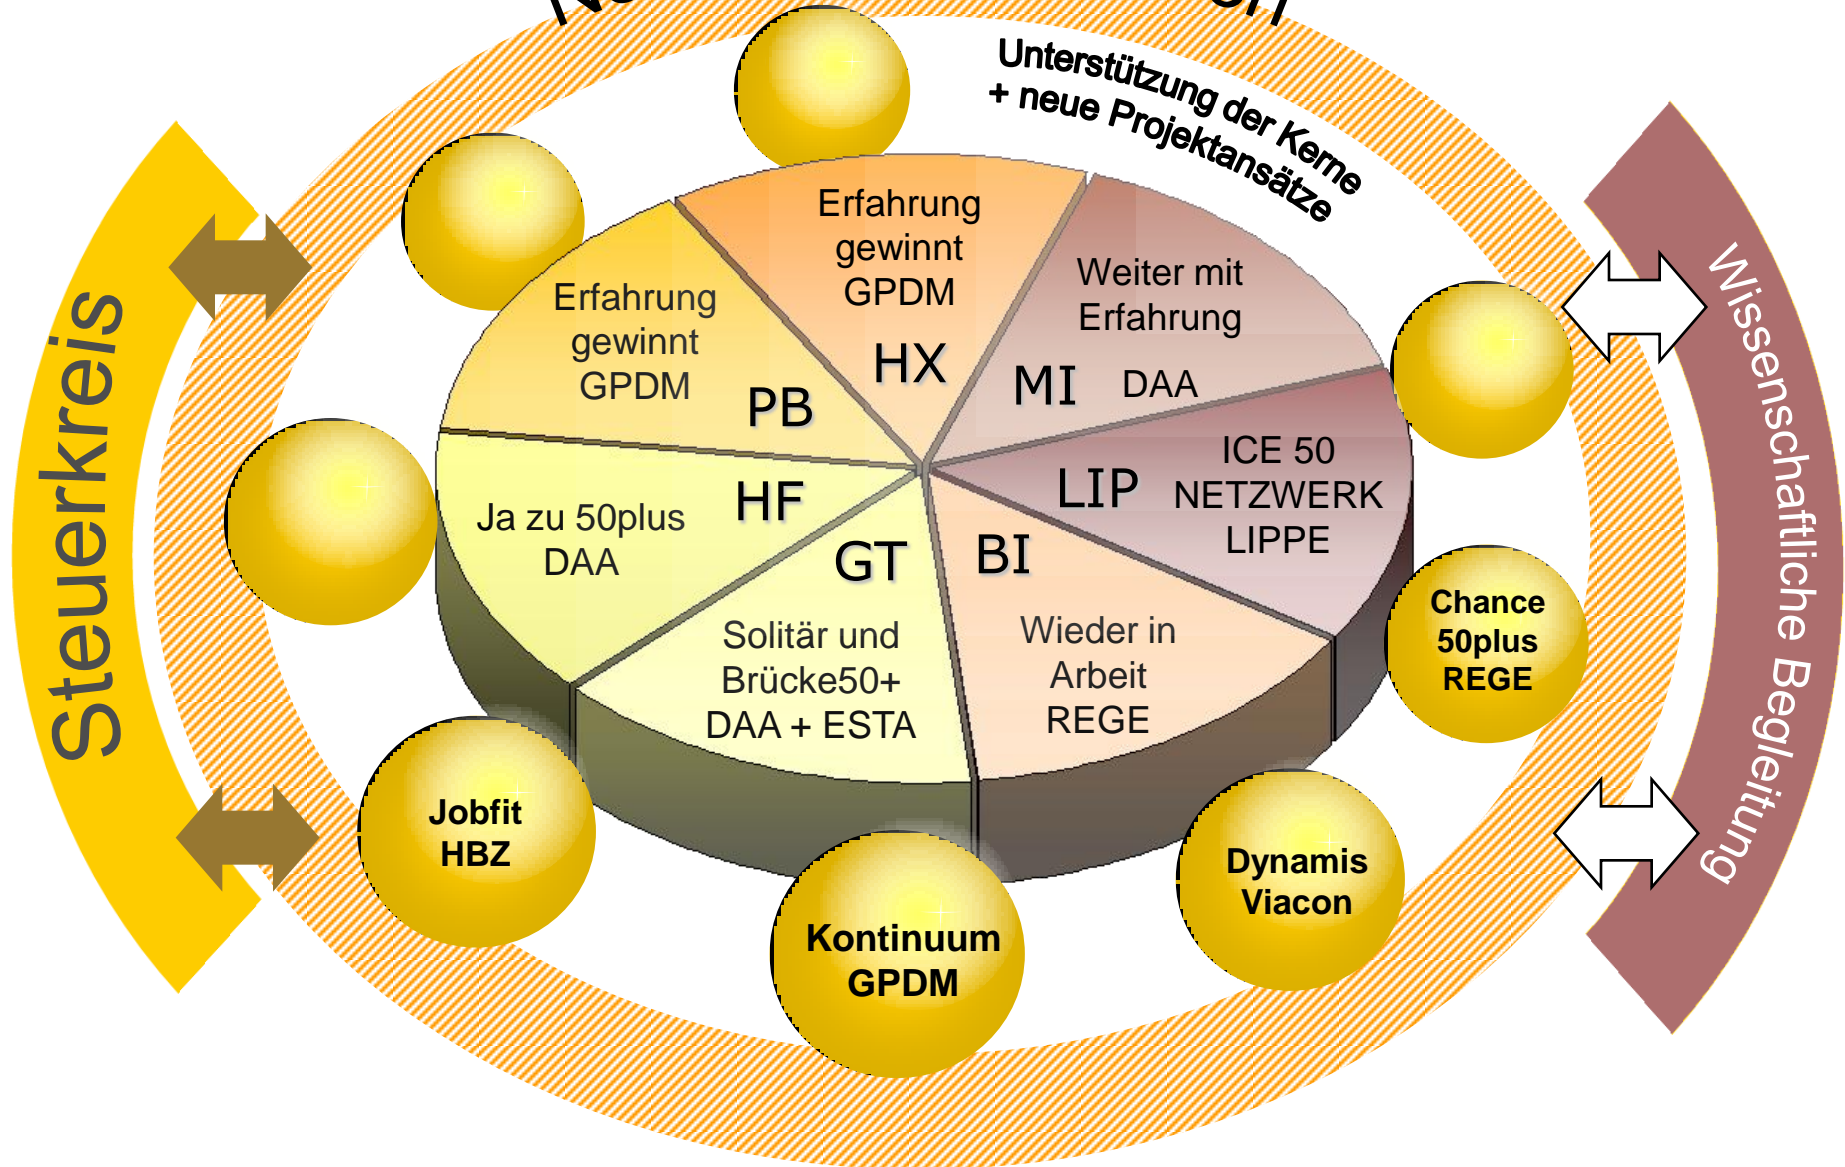 Unterstützung der Kerne
+ neue Projektansätze
Steuerkreis
Wissenschaftliche Begleitung
Erfahrung
gewinnt
GPDM
HX
Weiter mit
Erfahrung
MI DAA
Erfahrung
gewinnt
GPDM
PB
ICE 50
LIP NETZWERK
LIPPE
HF
Ja zu 50plus
DAA
GT
Solitär und
Brücke50+
DAA + ESTA
BI
Wieder in
Arbeit
REGE
Chance
50plus
REGE
Jobfit
HBZ
Dynamis
Viacon
Kontinuum
GPDM